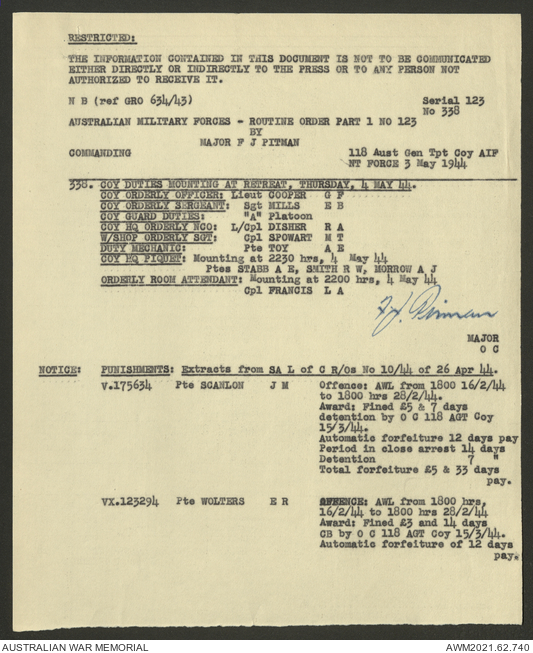 RESTRICTED:
THE INFORMATION CONTAINED IN THIS DOCUMENT IS NOT TO BE COMMUNICATED
EITHER DIRECTLY OR INDIRECTLY TO THE PRESS OR TO ANY PERSON NOT
AUTHORIZED TO RECEIVE IT.
N B (ref GRO 634/43) Serial 123
No 338
AUSTRALIAN MILITARY FORCES - ROUTINE ORDER PART 1 NO 123
BY
MAJOR F J PITMAN
COMMANDING 118 Aust Gen Tpt Coy AIF
NT FORCE 3 May 1944
338. COY DUTIES MOUNTING AT RETREAT, THURSDAY, 4 MAY 44.
COY ORDERLY OFFICER: Lieut COOPER G F
COY ORDERLY SERGEANT: Sgt MILLS E B
COY GUARD DUTIES: "A" Platoon
COY HQ ORDERLY NCO: L/Cpl DISHER R A
W/SHOP ORDERLY SGT: Cpl SPOWART M T
DUTY MECHANIC: Pte TOY A E
COY HQ PIQUET: Mounting at 2230 hrs, 4 May 44
Ptes STABB A E, SMITH R W, MORROW A J
ORDERLY ROOM ATTENDANT: Mounting at 2200 hrs, 4 May 44
Cpl FRANCIS L A
MAJOR
O C
NOTICE: PUNISHMENTS: Extracts from SA L of C R/Os No 10/44 of 26 Apr 44.
V.175634 Pte SCANLON J M Offence: AWL from 1800 16/2/44
to 1800 hrs 28/2/44.
Award: Fined £5 & 7 days
detention by O C 118 AGT Coy
15/3/44.
Automatic forfeiture 12 days pay
Period in close arrest 14 days
Detention 7 "
Total forfeiture £5 & 33 days
pay.
VX.123294 Pte WOLTERS E R OFFENCE: AWL from 1800 hrs,
16/2/44 to 1800 hrs 28/2/44
Award: Fined £3 and 14 days
CB by O C 118 AGT Coy 15/3/44.
Automatic forfeiture of 12 days
pay.
AUSTRALIAN WAR MEMORIAL AWM2021.62.740